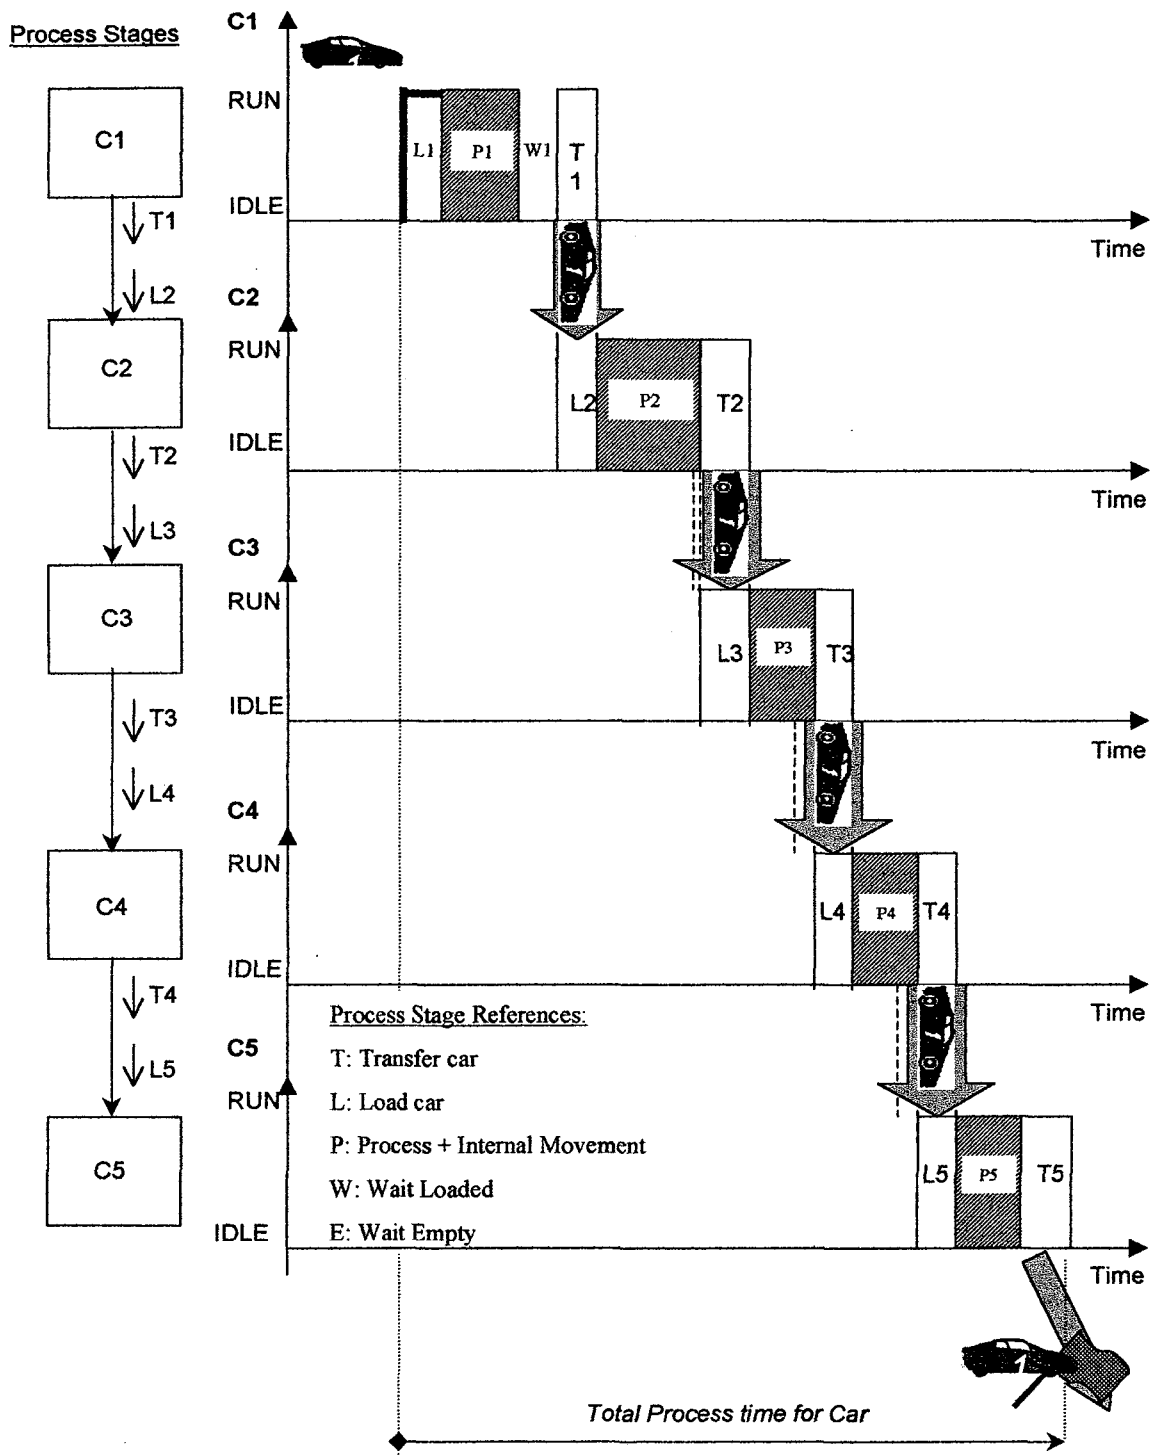 Process Stages
C1
T1
L2
C2
T2
L3
C3
T3
L4
C4
T4
L5
C5
C1
RUN
IDLE
L1
P1
W1
T
1
Time
C2
RUN
IDLE
L2
P2
T2
Time
C3
RUN
IDLE
L3
P3
T3
Time
C4
RUN
IDLE
L4
P4
T4
Time
C5
RUN
IDLE
L5
P5
T5
Time
Process Stage References:
T: Transfer car
L: Load car
P: Process + Internal Movement
W: Wait Loaded
E: Wait Empty
1
Total Process time for Car